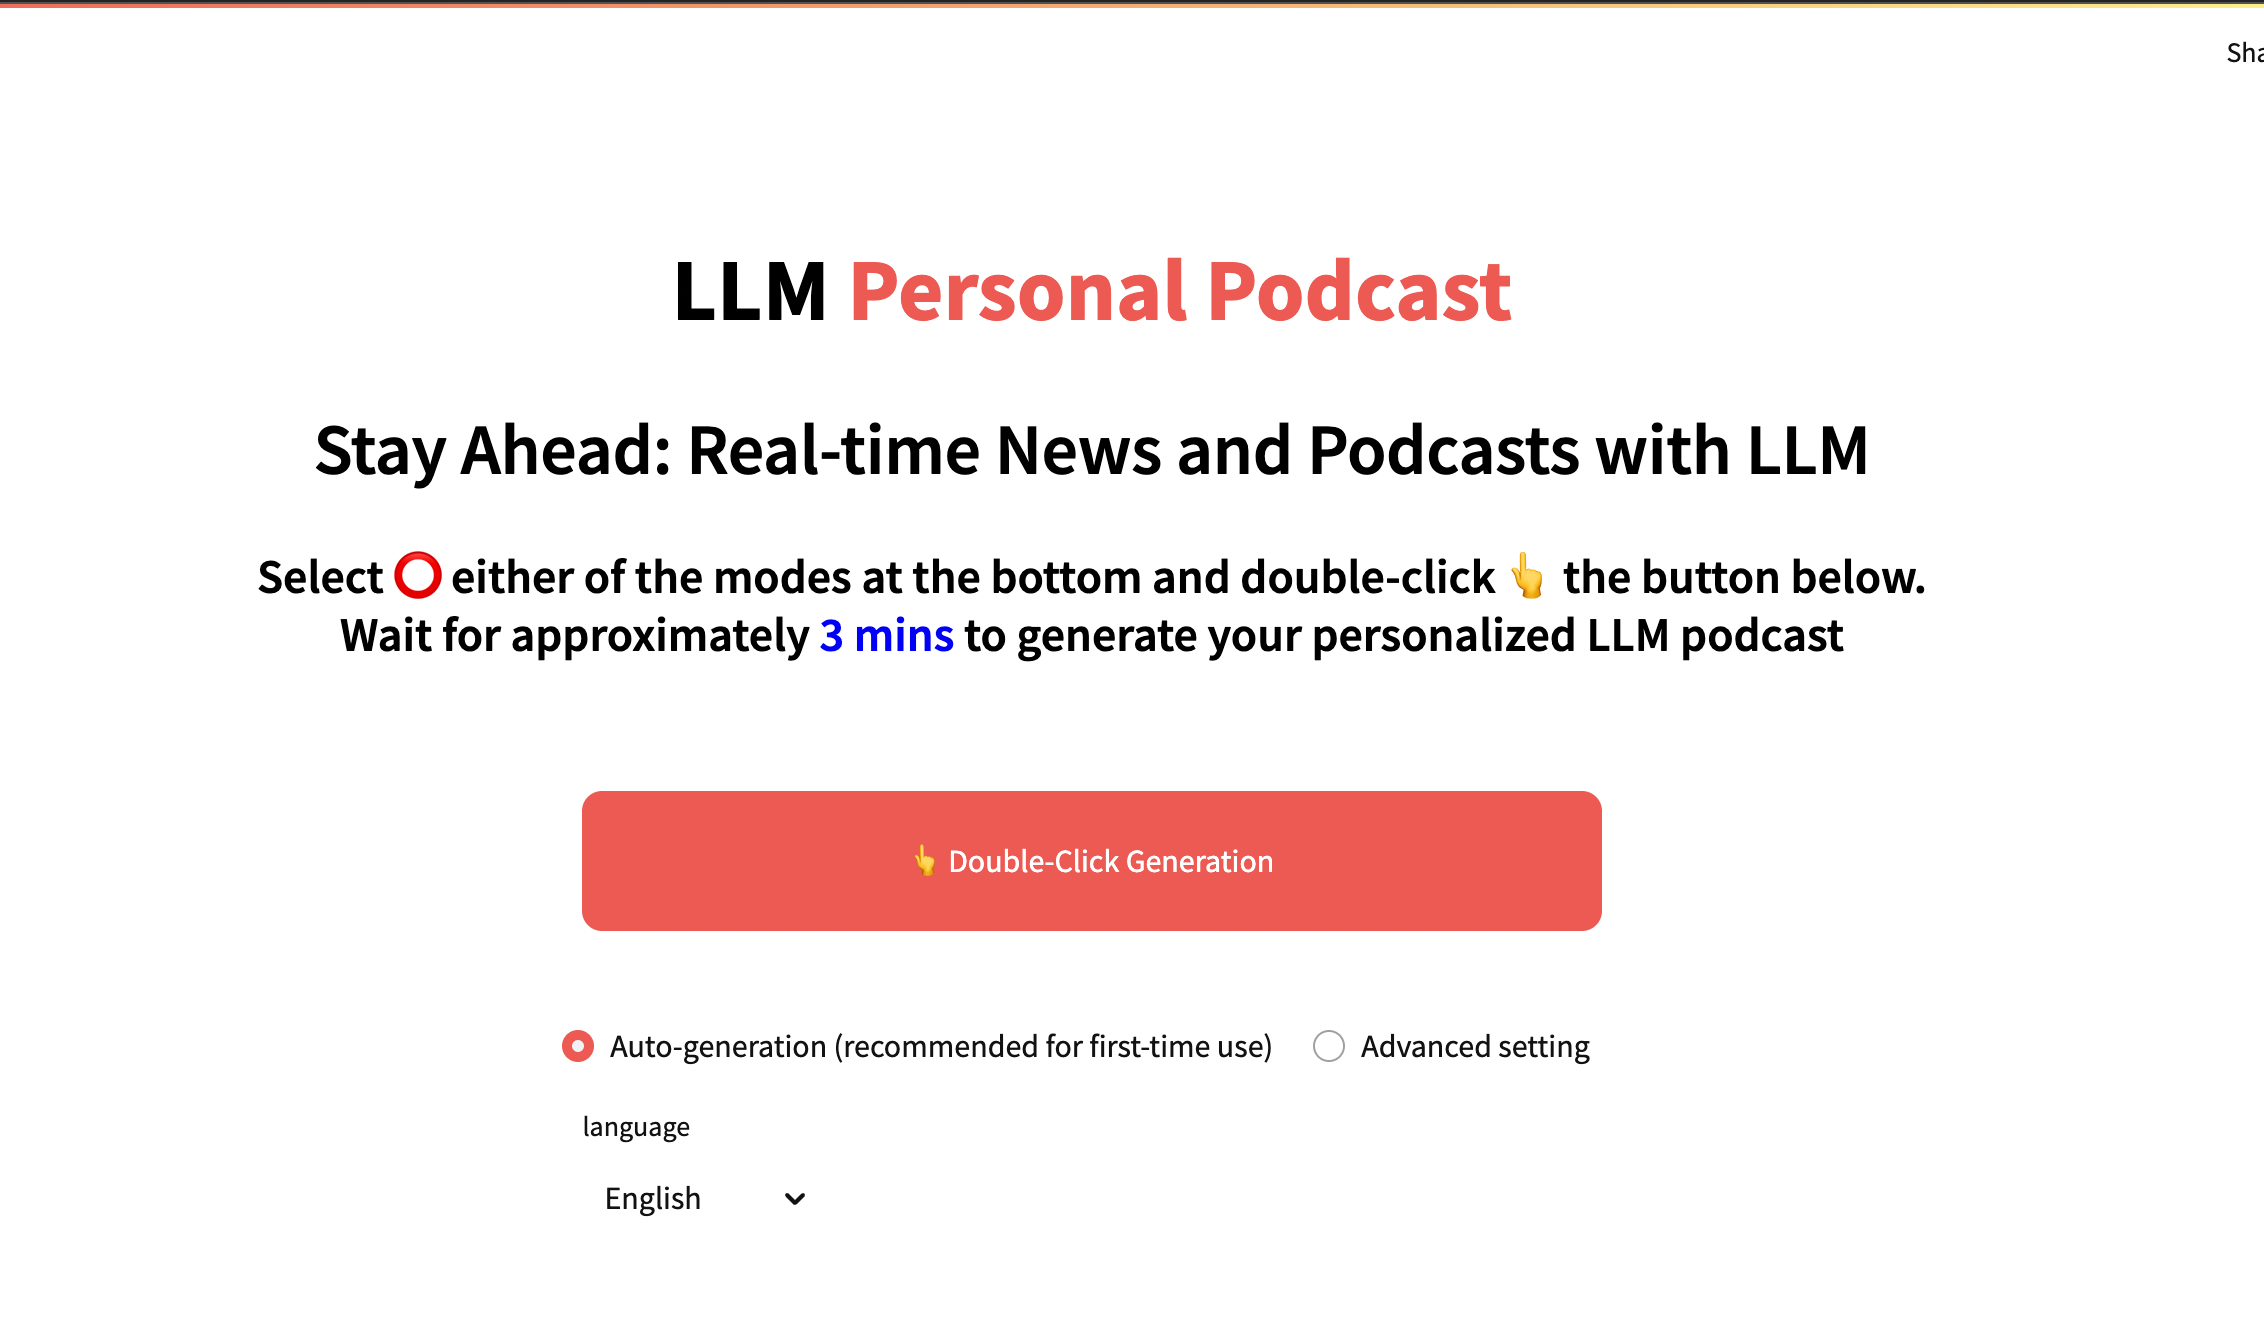 LLM Personal Podcast
Stay Ahead: Real-time News and Podcasts with LLM
Select ⭕ either of the modes at the bottom and double-click 👆 the button below.
Wait for approximately 3 mins to generate your personalized LLM podcast
👆 Double-Click Generation
Auto-generation (recommended for first-time use) Advanced setting
language
English